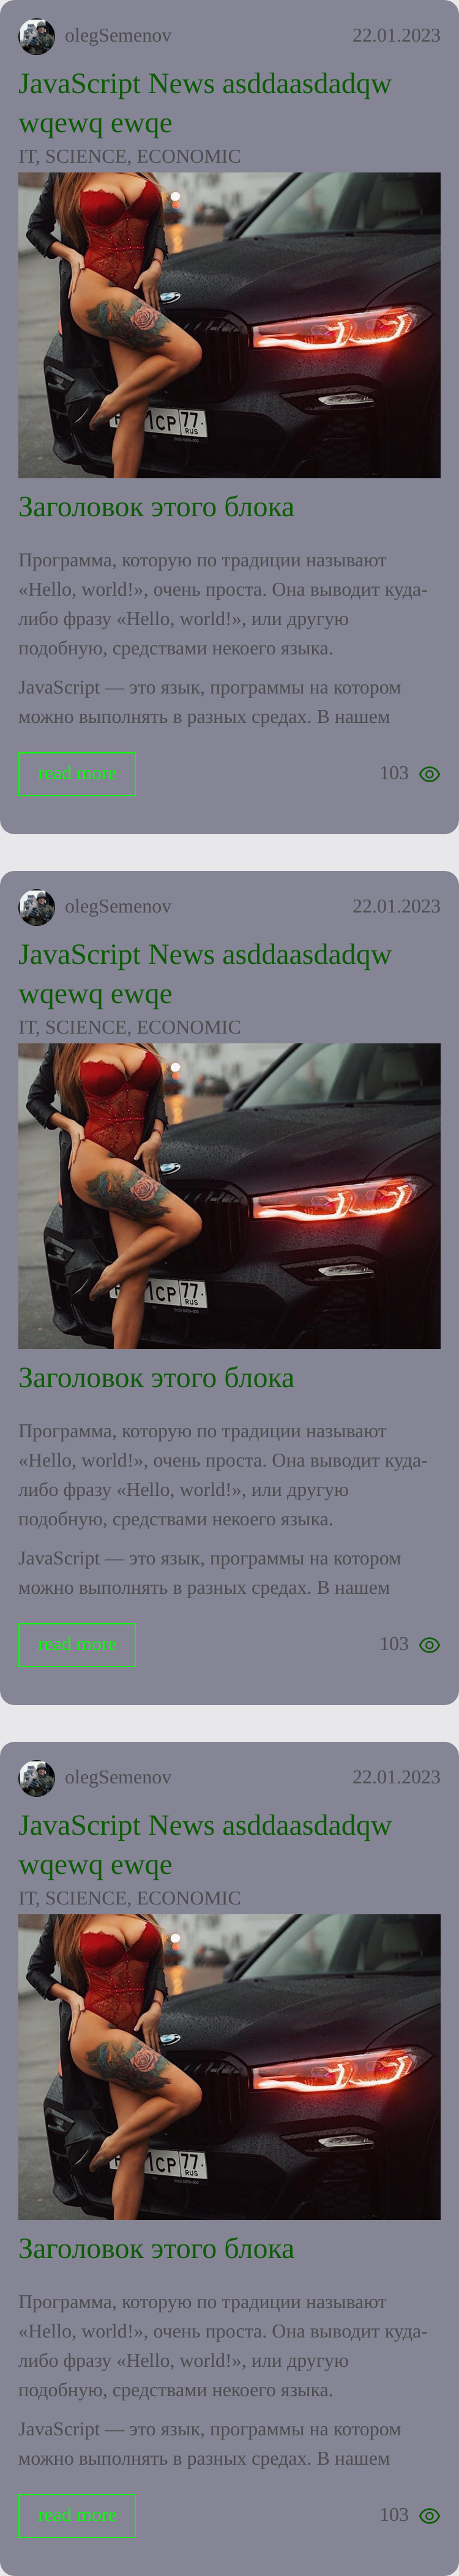 olegSemenov 22.01.2023
JavaScript News asddaasdadqw
wqewq ewqe
IT, SCIENCE, ECONOMIC
МСР 77
RUS
Заголовок этого блока
Программа, которую по традиции называют
«Hello, world!», очень проста. Она выводит куда-
либо фразу «Hello, world!», или другую
подобную, средствами некоего языка.
JavaScript — это язык, программы на котором
можно выполнять в разных средах. В нашем
read more 103
olegSemenov 22.01.2023
JavaScript News asddaasdadqw
wqewq ewqe
IT, SCIENCE, ECONOMIC
МСР 77
RUS
Заголовок этого блока
Программа, которую по традиции называют
«Hello, world!», очень проста. Она выводит куда-
либо фразу «Hello, world!», или другую
подобную, средствами некоего языка.
JavaScript — это язык, программы на котором
можно выполнять в разных средах. В нашем
read more 103
olegSemenov 22.01.2023
JavaScript News asddaasdadqw
wqewq ewqe
IT, SCIENCE, ECONOMIC
МСР 77
RUS
Заголовок этого блока
Программа, которую по традиции называют
«Hello, world!», очень проста. Она выводит куда-
либо фразу «Hello, world!», или другую
подобную, средствами некоего языка.
JavaScript — это язык, программы на котором
можно выполнять в разных средах. В нашем
read more 103